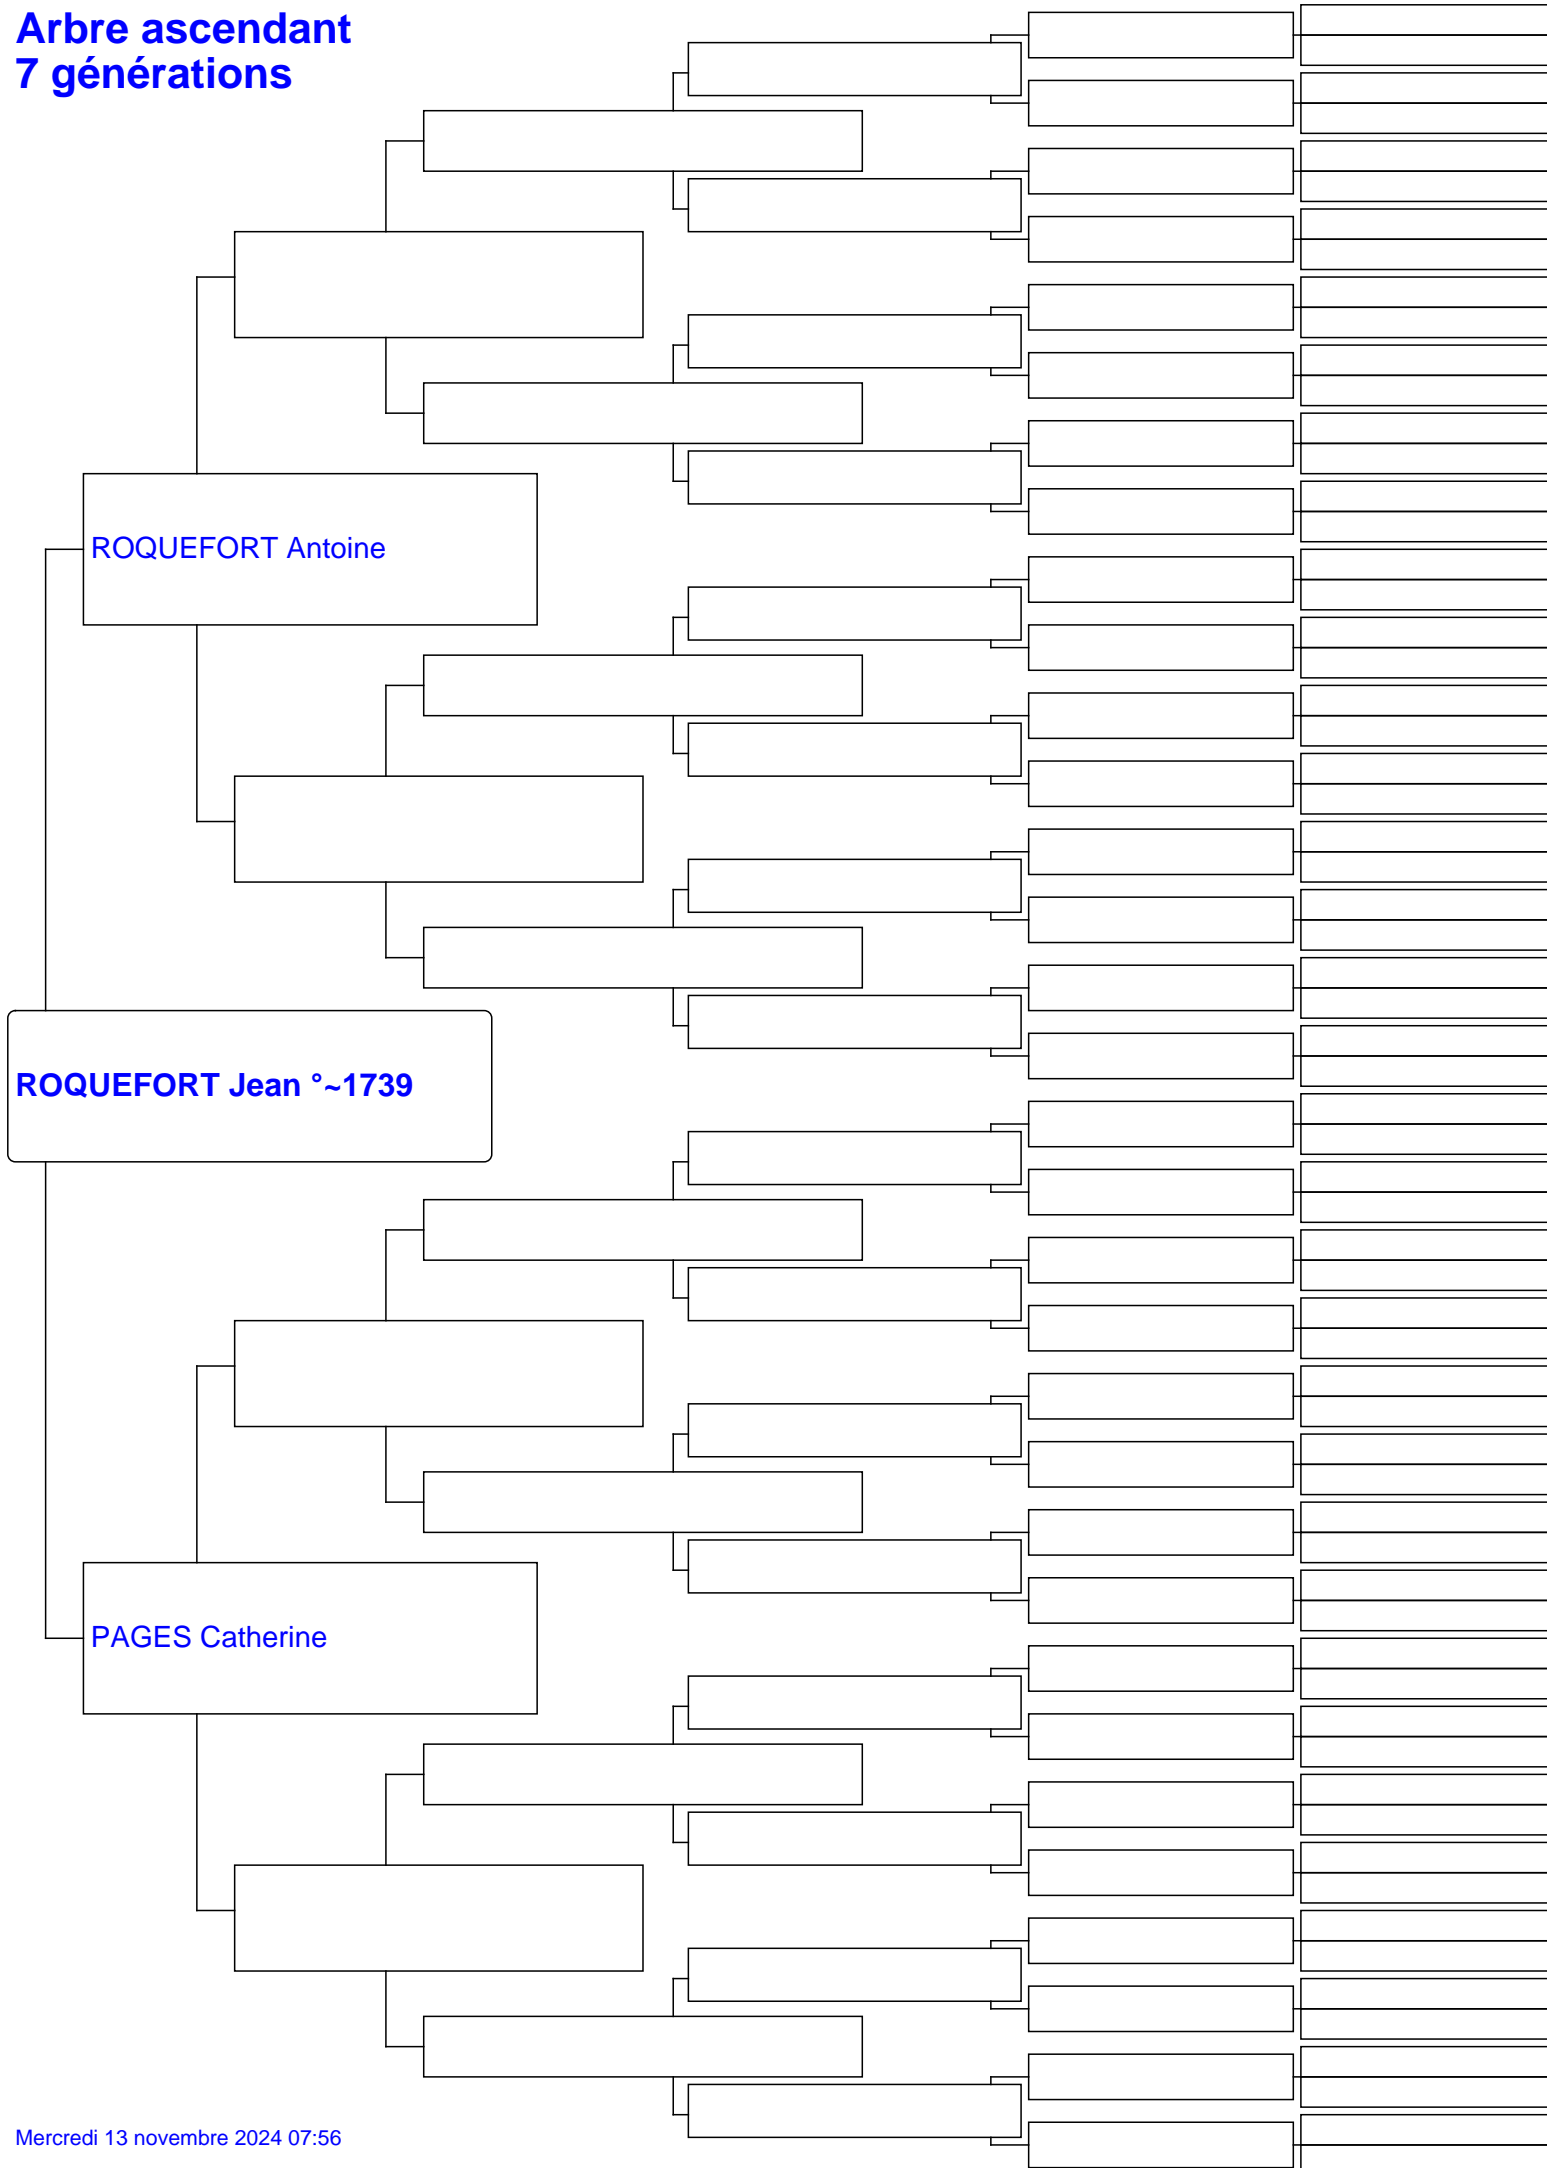 Arbre ascendant
7 générations
ROQUEFORT Antoine
ROQUEFORT Jean °~1739
PAGES Catherine
Mercredi 13 novembre 2024 07:56